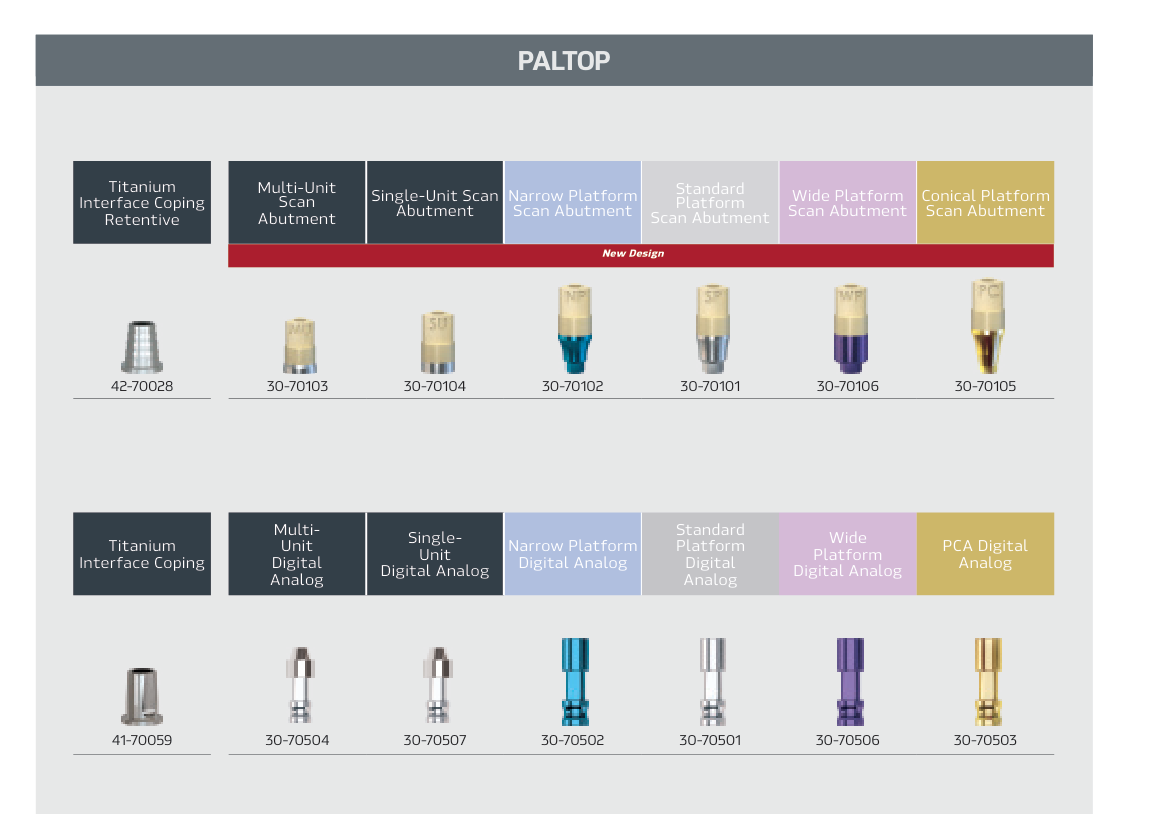 PALTOP
Titanium
Interface Coping
Retentive
Multi-Unit
Scan
Abutment
Single-Unit Scan
Abutment
Narrow Platform
Scan Abutment
Standard
Platform
Scan Abutment
Wide Platform
Scan Abutment
Conical Platform
Scan Abutment
New Design
MU
SU
NP
SP
WP
PC
42-70028
30-70103
30-70104
30-70102
30-70101
30-70106
30-70105
Titanium
Interface Coping
Multi-
Unit
Digital
Analog
Single-
Unit
Digital Analog
Narrow Platform
Digital Analog
Standard
Platform
Digital
Analog
Wide
Platform
Digital Analog
PCA Digital
Analog
41-70059
30-70504
30-70507
30-70502
30-70501
30-70506
30-70503